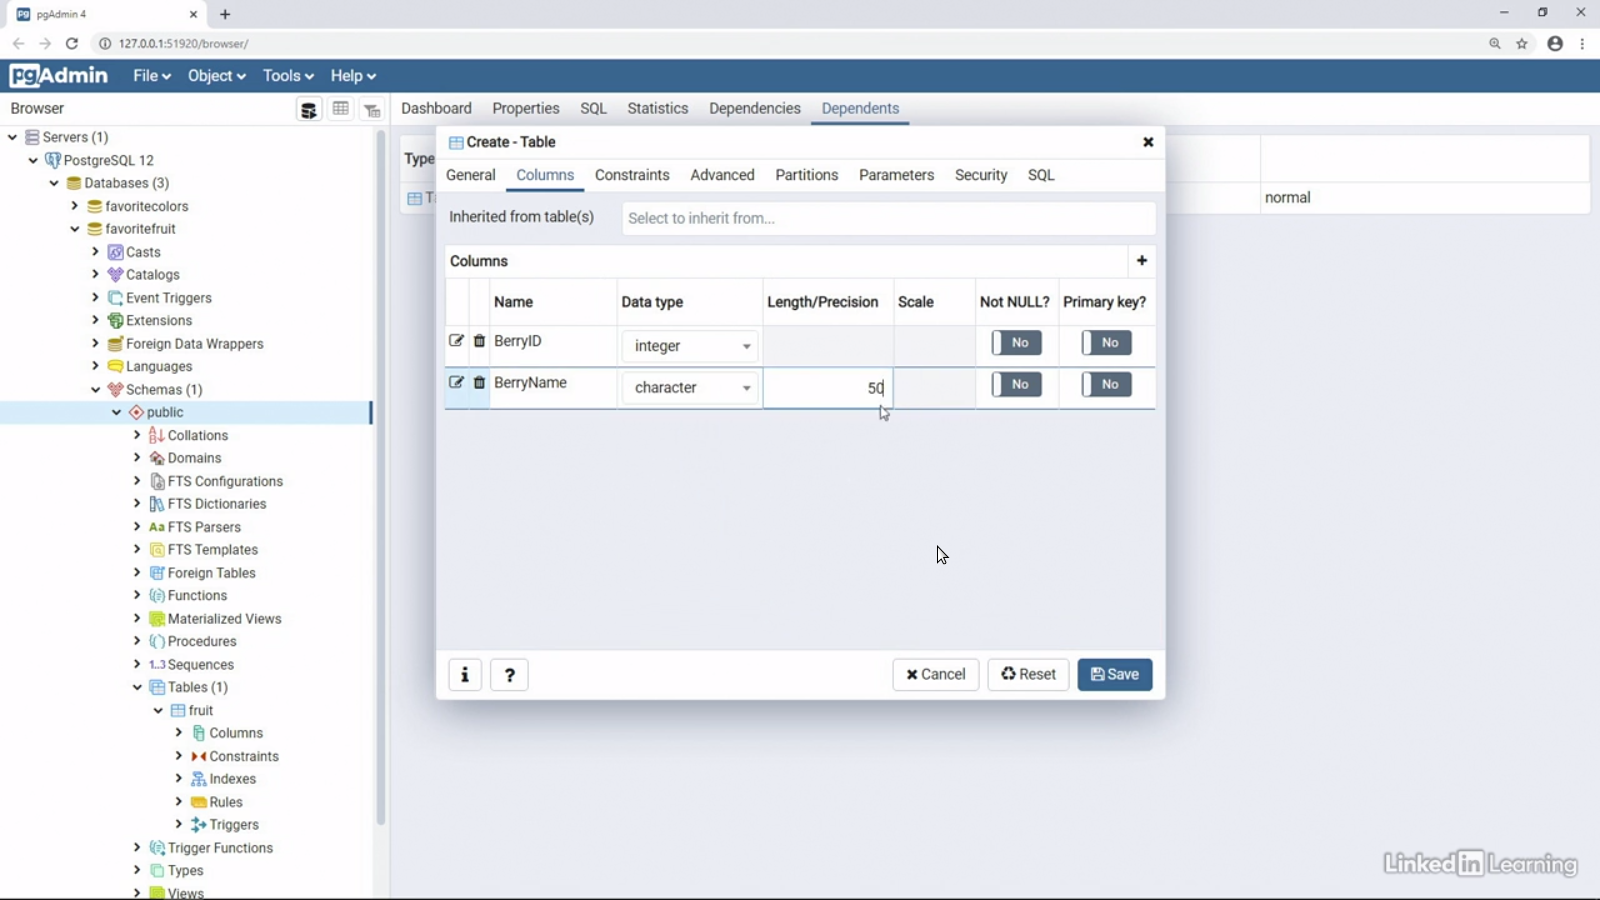 pgAdmin 4
127.0.0.1:51920/browser/
pgAdmin File Object Tools Help
Browser
Dashboard Properties SQL Statistics Dependencies Dependents
Servers (1)
PostgreSQL 12
Databases (3)
favoritecolors
favoritefruit
Casts
Catalogs
Event Triggers
Extensions
Foreign Data Wrappers
Languages
Schemas (1)
public
Collations
Domains
FTS Configurations
FTS Dictionaries
Aa FTS Parsers
FTS Templates
Foreign Tables
Functions
Materialized Views
Procedures
1..3 Sequences
Tables (1)
fruit
Columns
Constraints
Indexes
Rules
Triggers
Trigger Functions
Types
Views
Type
normal
Create - Table
General Columns Constraints Advanced Partitions Parameters Security SQL
Inherited from table(s) Select to inherit from...
Columns
Name Data type Length/Precision Scale Not NULL? Primary key?
BerryID integer No No
BerryName character 50 No No
i ? Cancel Reset Save
LinkedIn Learning